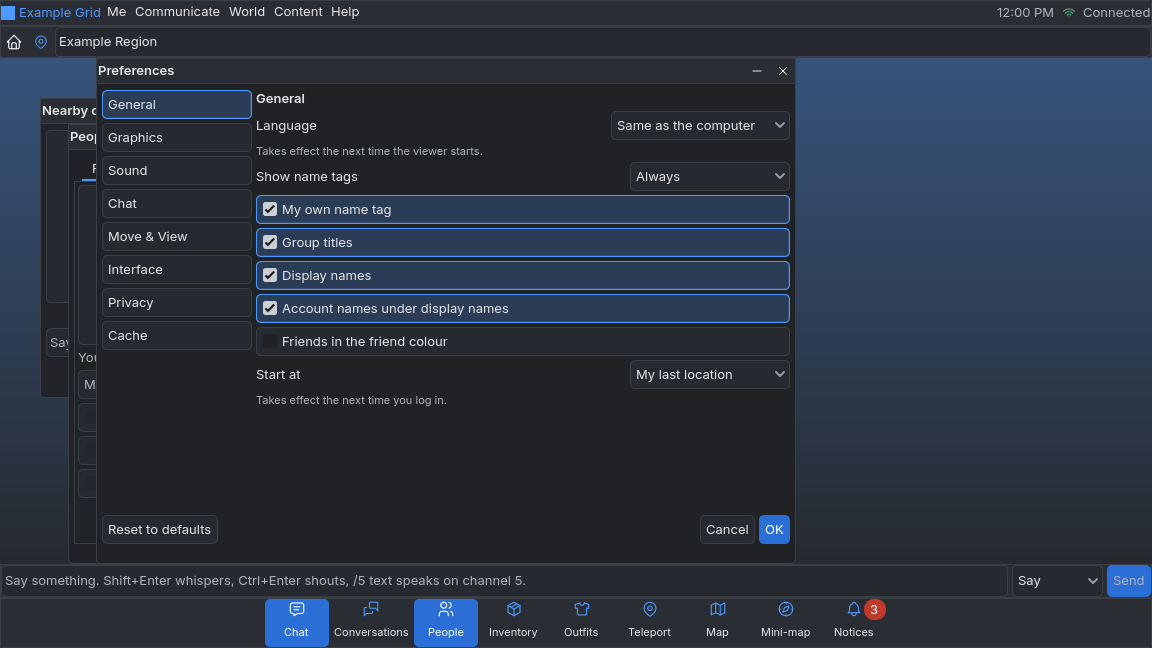 Example Grid Me Communicate World Content Help 12:00 PM Connected
Example Region
Preferences
Nearby
General
Graphics
Sound
Chat
Move & View
Interface
Privacy
Cache
General
Language Same as the computer
Takes effect the next time the viewer starts.
Show name tags Always
My own name tag
Group titles
Display names
Account names under display names
Friends in the friend colour
Start at My last location
Takes effect the next time you log in.
Reset to defaults Cancel OK
Say something. Shift+Enter whispers, Ctrl+Enter shouts, /5 text speaks on channel 5. Say Send
Chat Conversations People Inventory Outfits Teleport Map Mini-map Notices 3